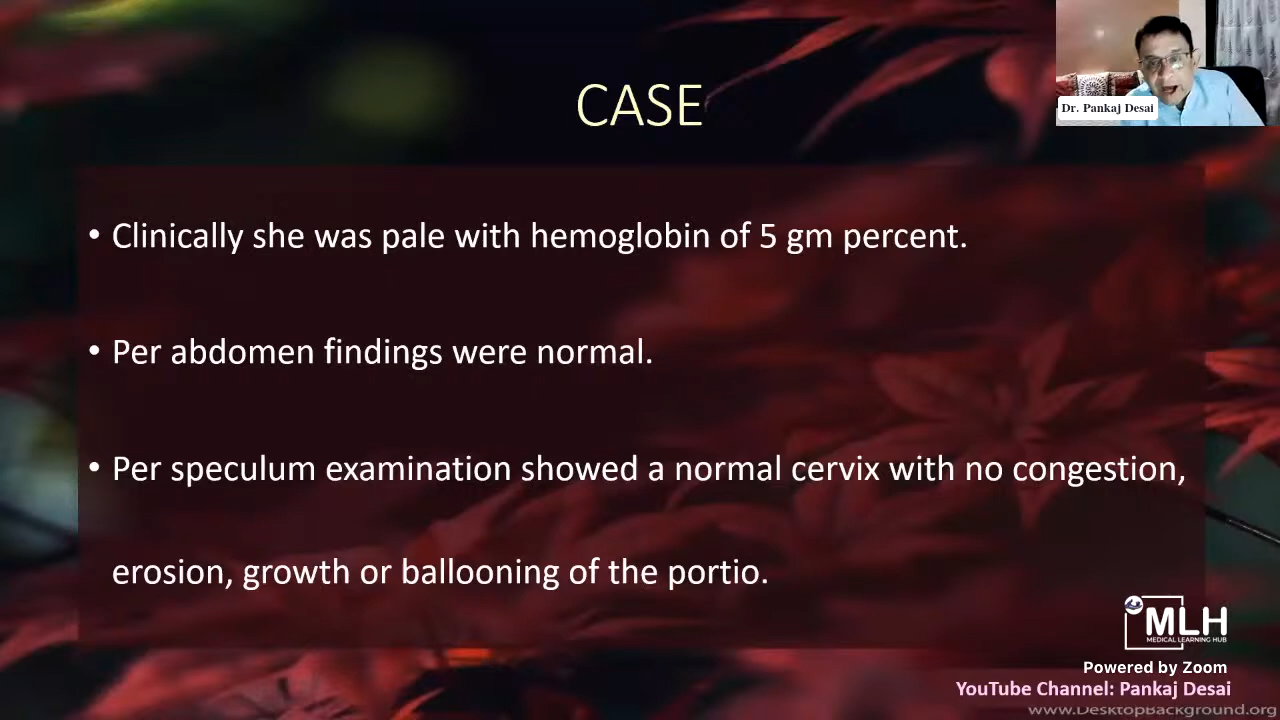 CASE
Dr. Pankaj Desai
• Clinically she was pale with hemoglobin of 5 gm percent.
• Per abdomen findings were normal.
• Per speculum examination showed a normal cervix with no congestion,
erosion, growth or ballooning of the portio.
MLH
MEDICAL LEARNING HUB
Powered by Zoom
YouTube Channel: Pankaj Desai
www.DesktopBackground.org